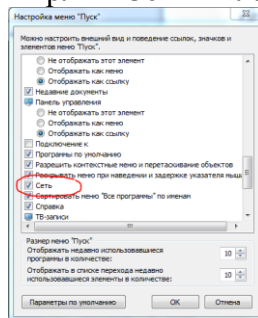 Настройка меню "Пуск"
Можно настроить внешний вид и поведение ссылок, значков и
элементов меню "Пуск".
Не отображать этот элемент
Отображать как меню
Отображать как ссылку
Недавние документы
Панель управления
Не отображать этот элемент
Отображать как меню
Отображать как ссылку
Подключение к
Программы по умолчанию
Разрешить контекстные меню и перетаскивание объектов
Раскрывать меню при наведении и задержке указателя мыши
Сеть
Сортировать меню "Все программы" по именам
Справка
ТВ-записи
Размер меню "Пуск"
Отображать недавно использовавшиеся
программы в количестве: 10
Отображать в списке перехода недавно
использовавшиеся элементы в количестве: 10
Параметры по умолчанию
OK
Отмена